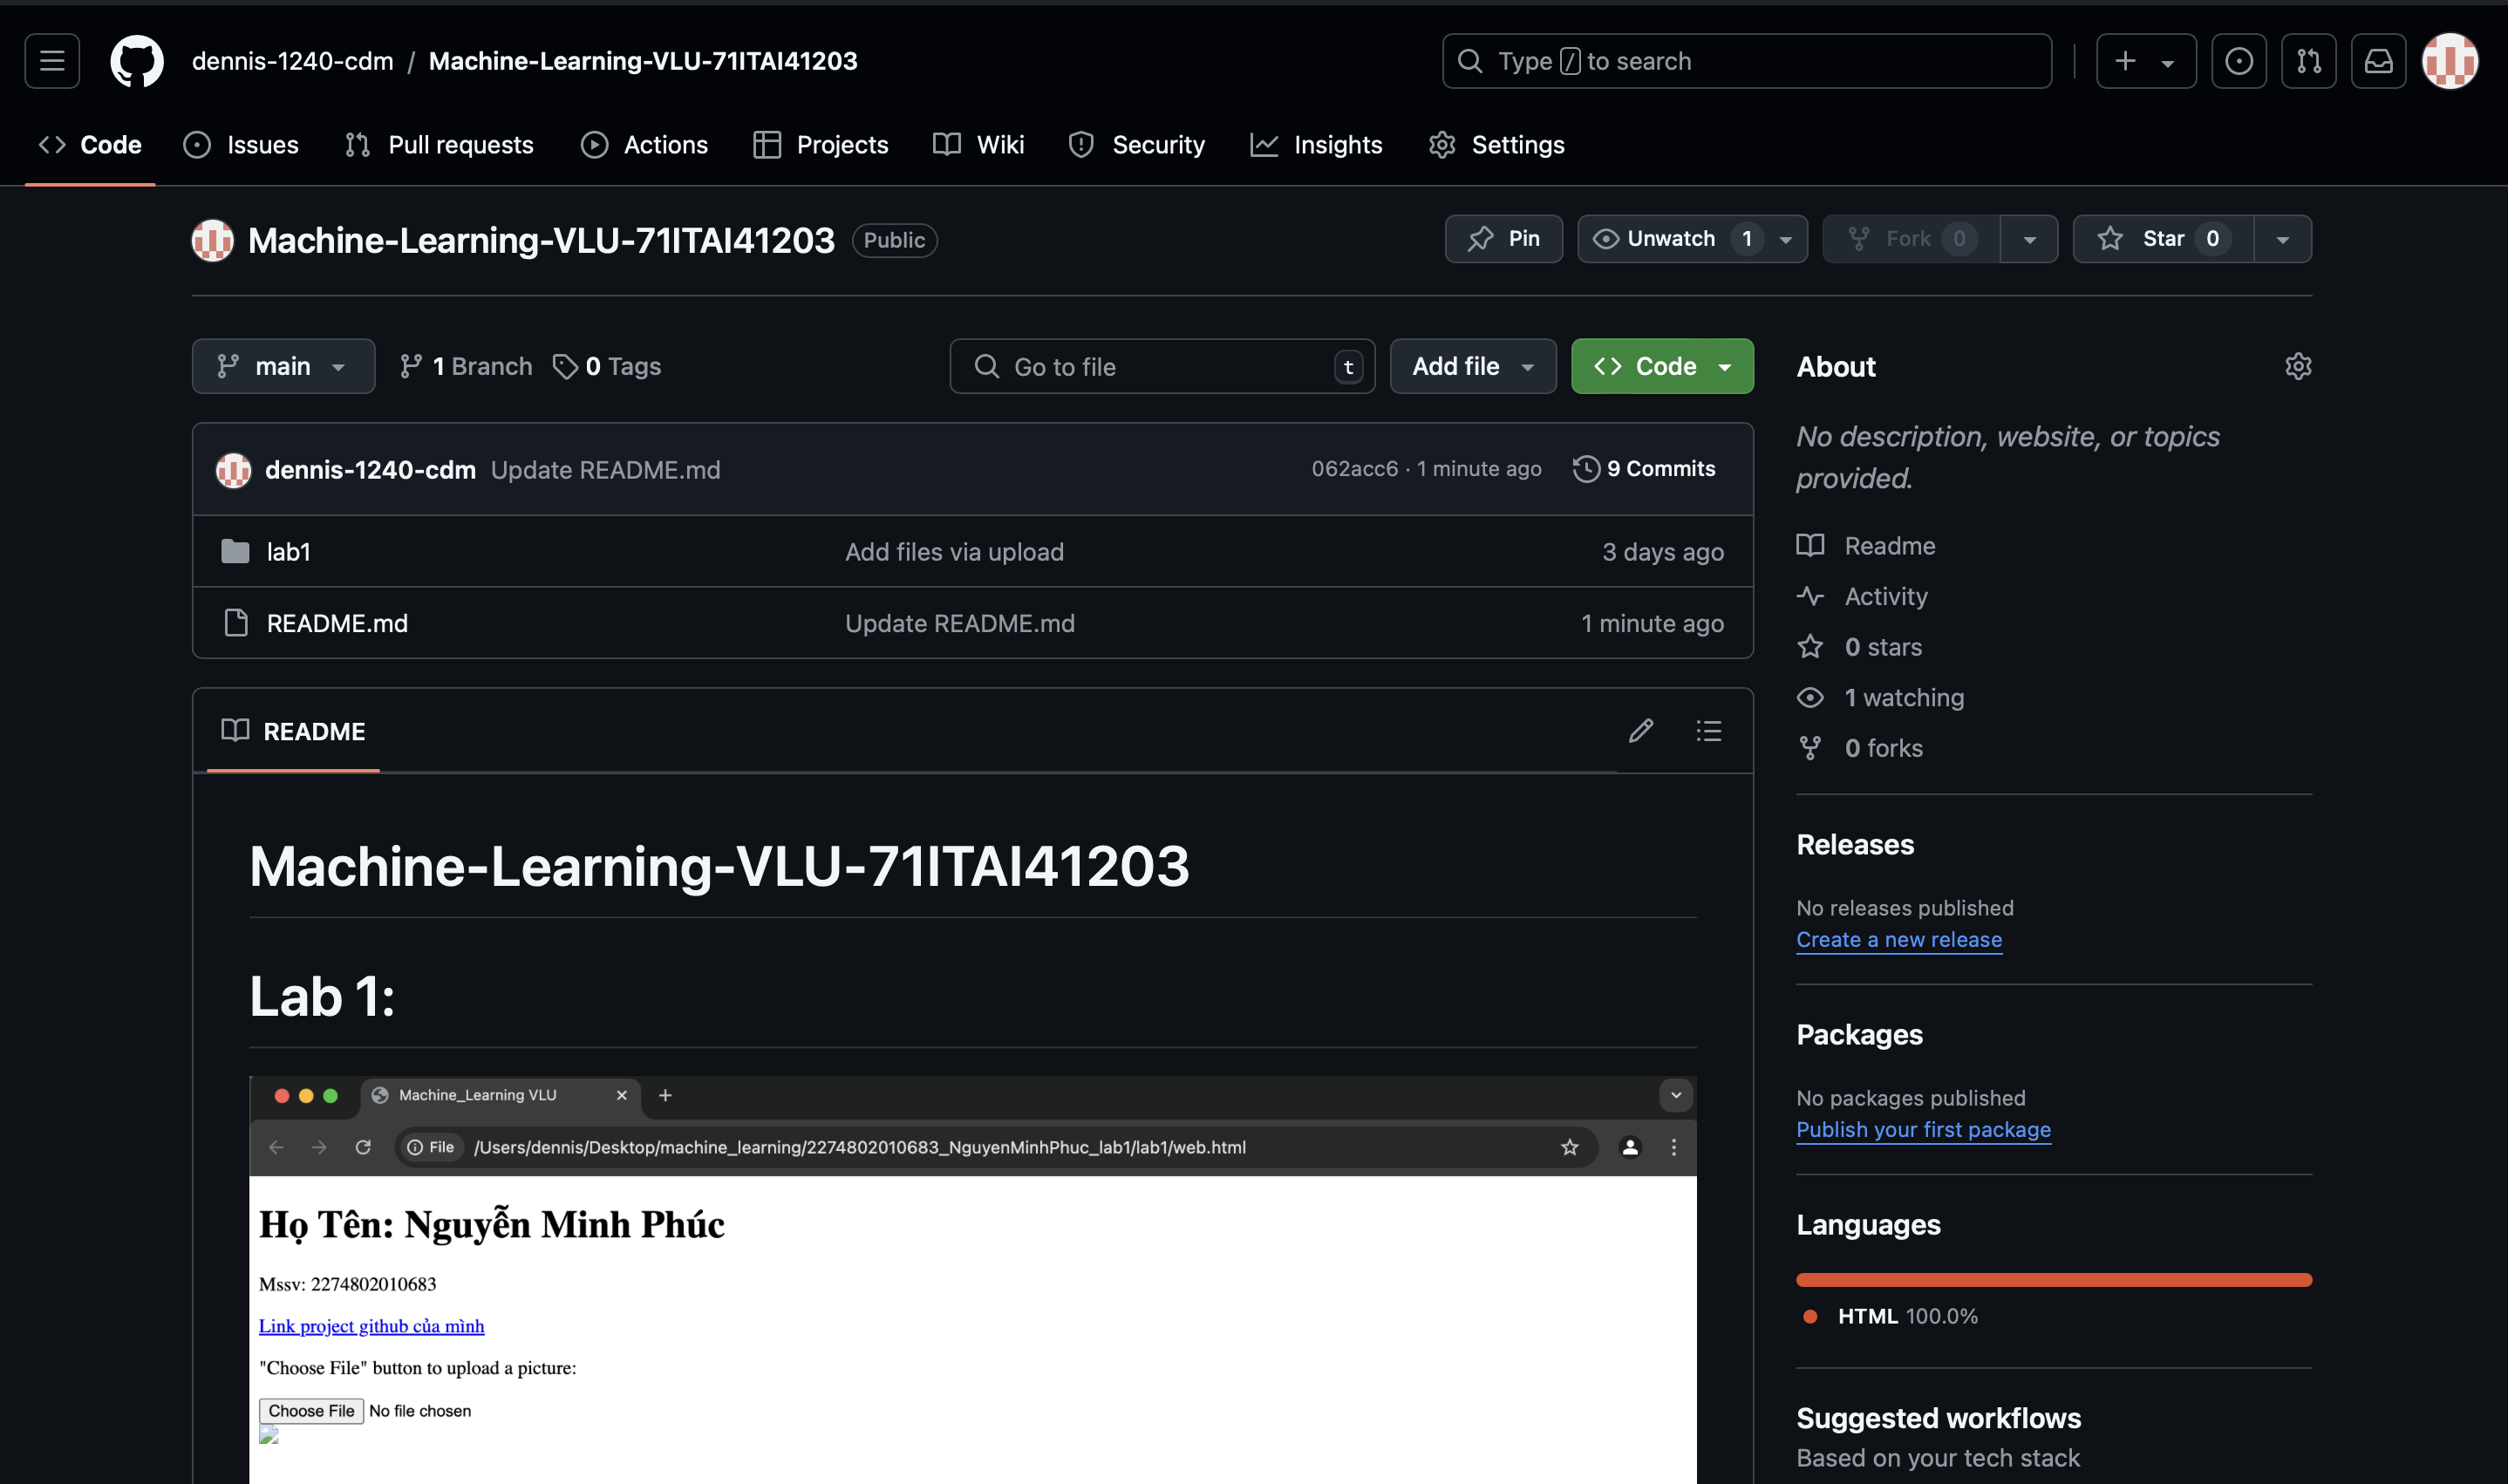 dennis-1240-cdm / Machine-Learning-VLU-71ITAI41203
Type / to search
Code Issues Pull requests Actions Projects Wiki Security Insights Settings
Machine-Learning-VLU-71ITAI41203 Public
Pin Unwatch 1 Fork 0 Star 0
main 1 Branch 0 Tags Go to file t Add file Code
dennis-1240-cdm Update README.md 062acc6 · 1 minute ago 9 Commits
lab1 Add files via upload 3 days ago
README.md Update README.md 1 minute ago
README
Machine-Learning-VLU-71ITAI41203
Lab 1:
Machine_Learning VLU
File /Users/dennis/Desktop/machine_learning/2274802010683_NguyenMinhPhuc_lab1/lab1/web.html
Họ Tên: Nguyễn Minh Phúc
Mssv: 2274802010683
Link project github của mình
"Choose File" button to upload a picture:
Choose File No file chosen
About
No description, website, or topics
provided.
Readme
Activity
0 stars
1 watching
0 forks
Releases
No releases published
Create a new release
Packages
No packages published
Publish your first package
Languages
HTML 100.0%
Suggested workflows
Based on your tech stack